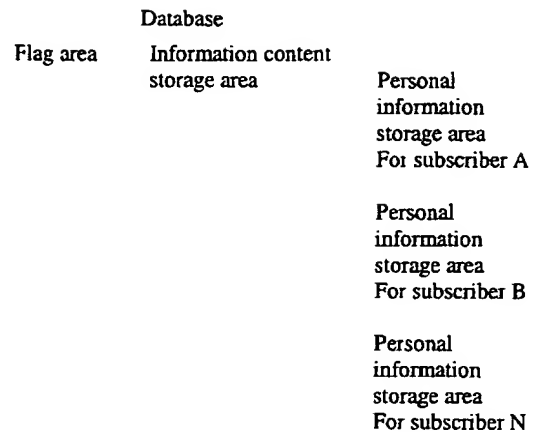 Database
Flag area Information content
storage area
Personal
information
storage area
For subscriber A
Personal
information
storage area
For subscriber B
Personal
information
storage area
For subscriber N